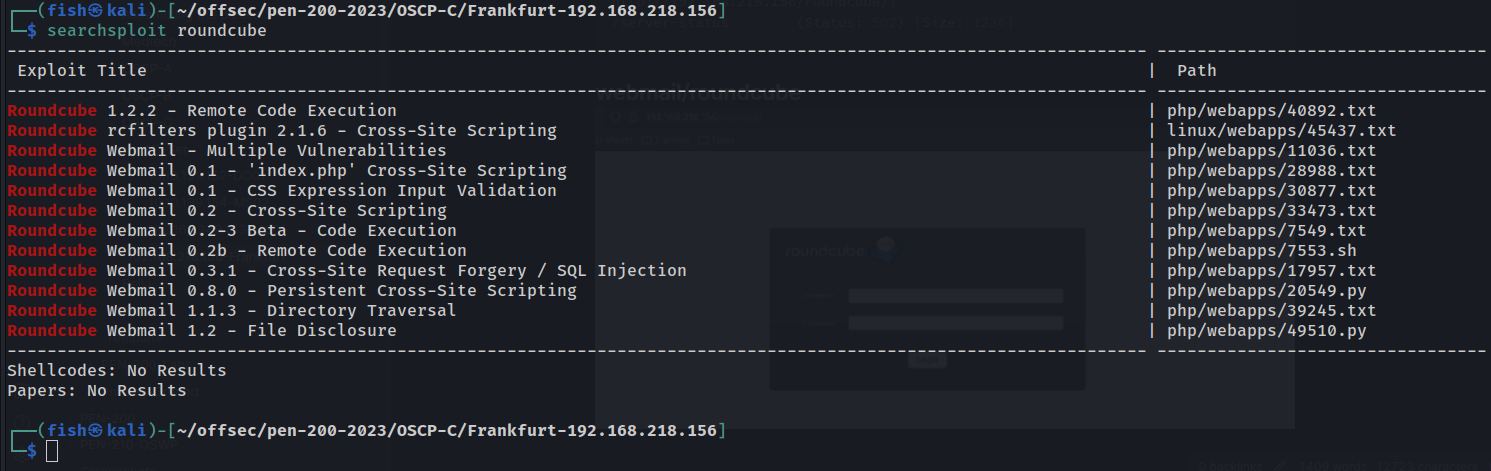 ┌──(fish㉿kali)-[~/offsec/pen-200-2023/OSCP-C/Frankfurt-192.168.218.156]
└─$ searchsploit roundcube
Exploit Title | Path
Roundcube 1.2.2 - Remote Code Execution | php/webapps/40892.txt
Roundcube rcfilters plugin 2.1.6 - Cross-Site Scripting | linux/webapps/45437.txt
Roundcube Webmail - Multiple Vulnerabilities | php/webapps/11036.txt
Roundcube Webmail 0.1 - 'index.php' Cross-Site Scripting | php/webapps/28988.txt
Roundcube Webmail 0.1 - CSS Expression Input Validation | php/webapps/30877.txt
Roundcube Webmail 0.2 - Cross-Site Scripting | php/webapps/33473.txt
Roundcube Webmail 0.2-3 Beta - Code Execution | php/webapps/7549.txt
Roundcube Webmail 0.2b - Remote Code Execution | php/webapps/7553.sh
Roundcube Webmail 0.3.1 - Cross-Site Request Forgery / SQL Injection | php/webapps/17957.txt
Roundcube Webmail 0.8.0 - Persistent Cross-Site Scripting | php/webapps/20549.py
Roundcube Webmail 1.1.3 - Directory Traversal | php/webapps/39245.txt
Roundcube Webmail 1.2 - File Disclosure | php/webapps/49510.py
Shellcodes: No Results
Papers: No Results
┌──(fish㉿kali)-[~/offsec/pen-200-2023/OSCP-C/Frankfurt-192.168.218.156]
└─$
webmail/roundcube
roundcube